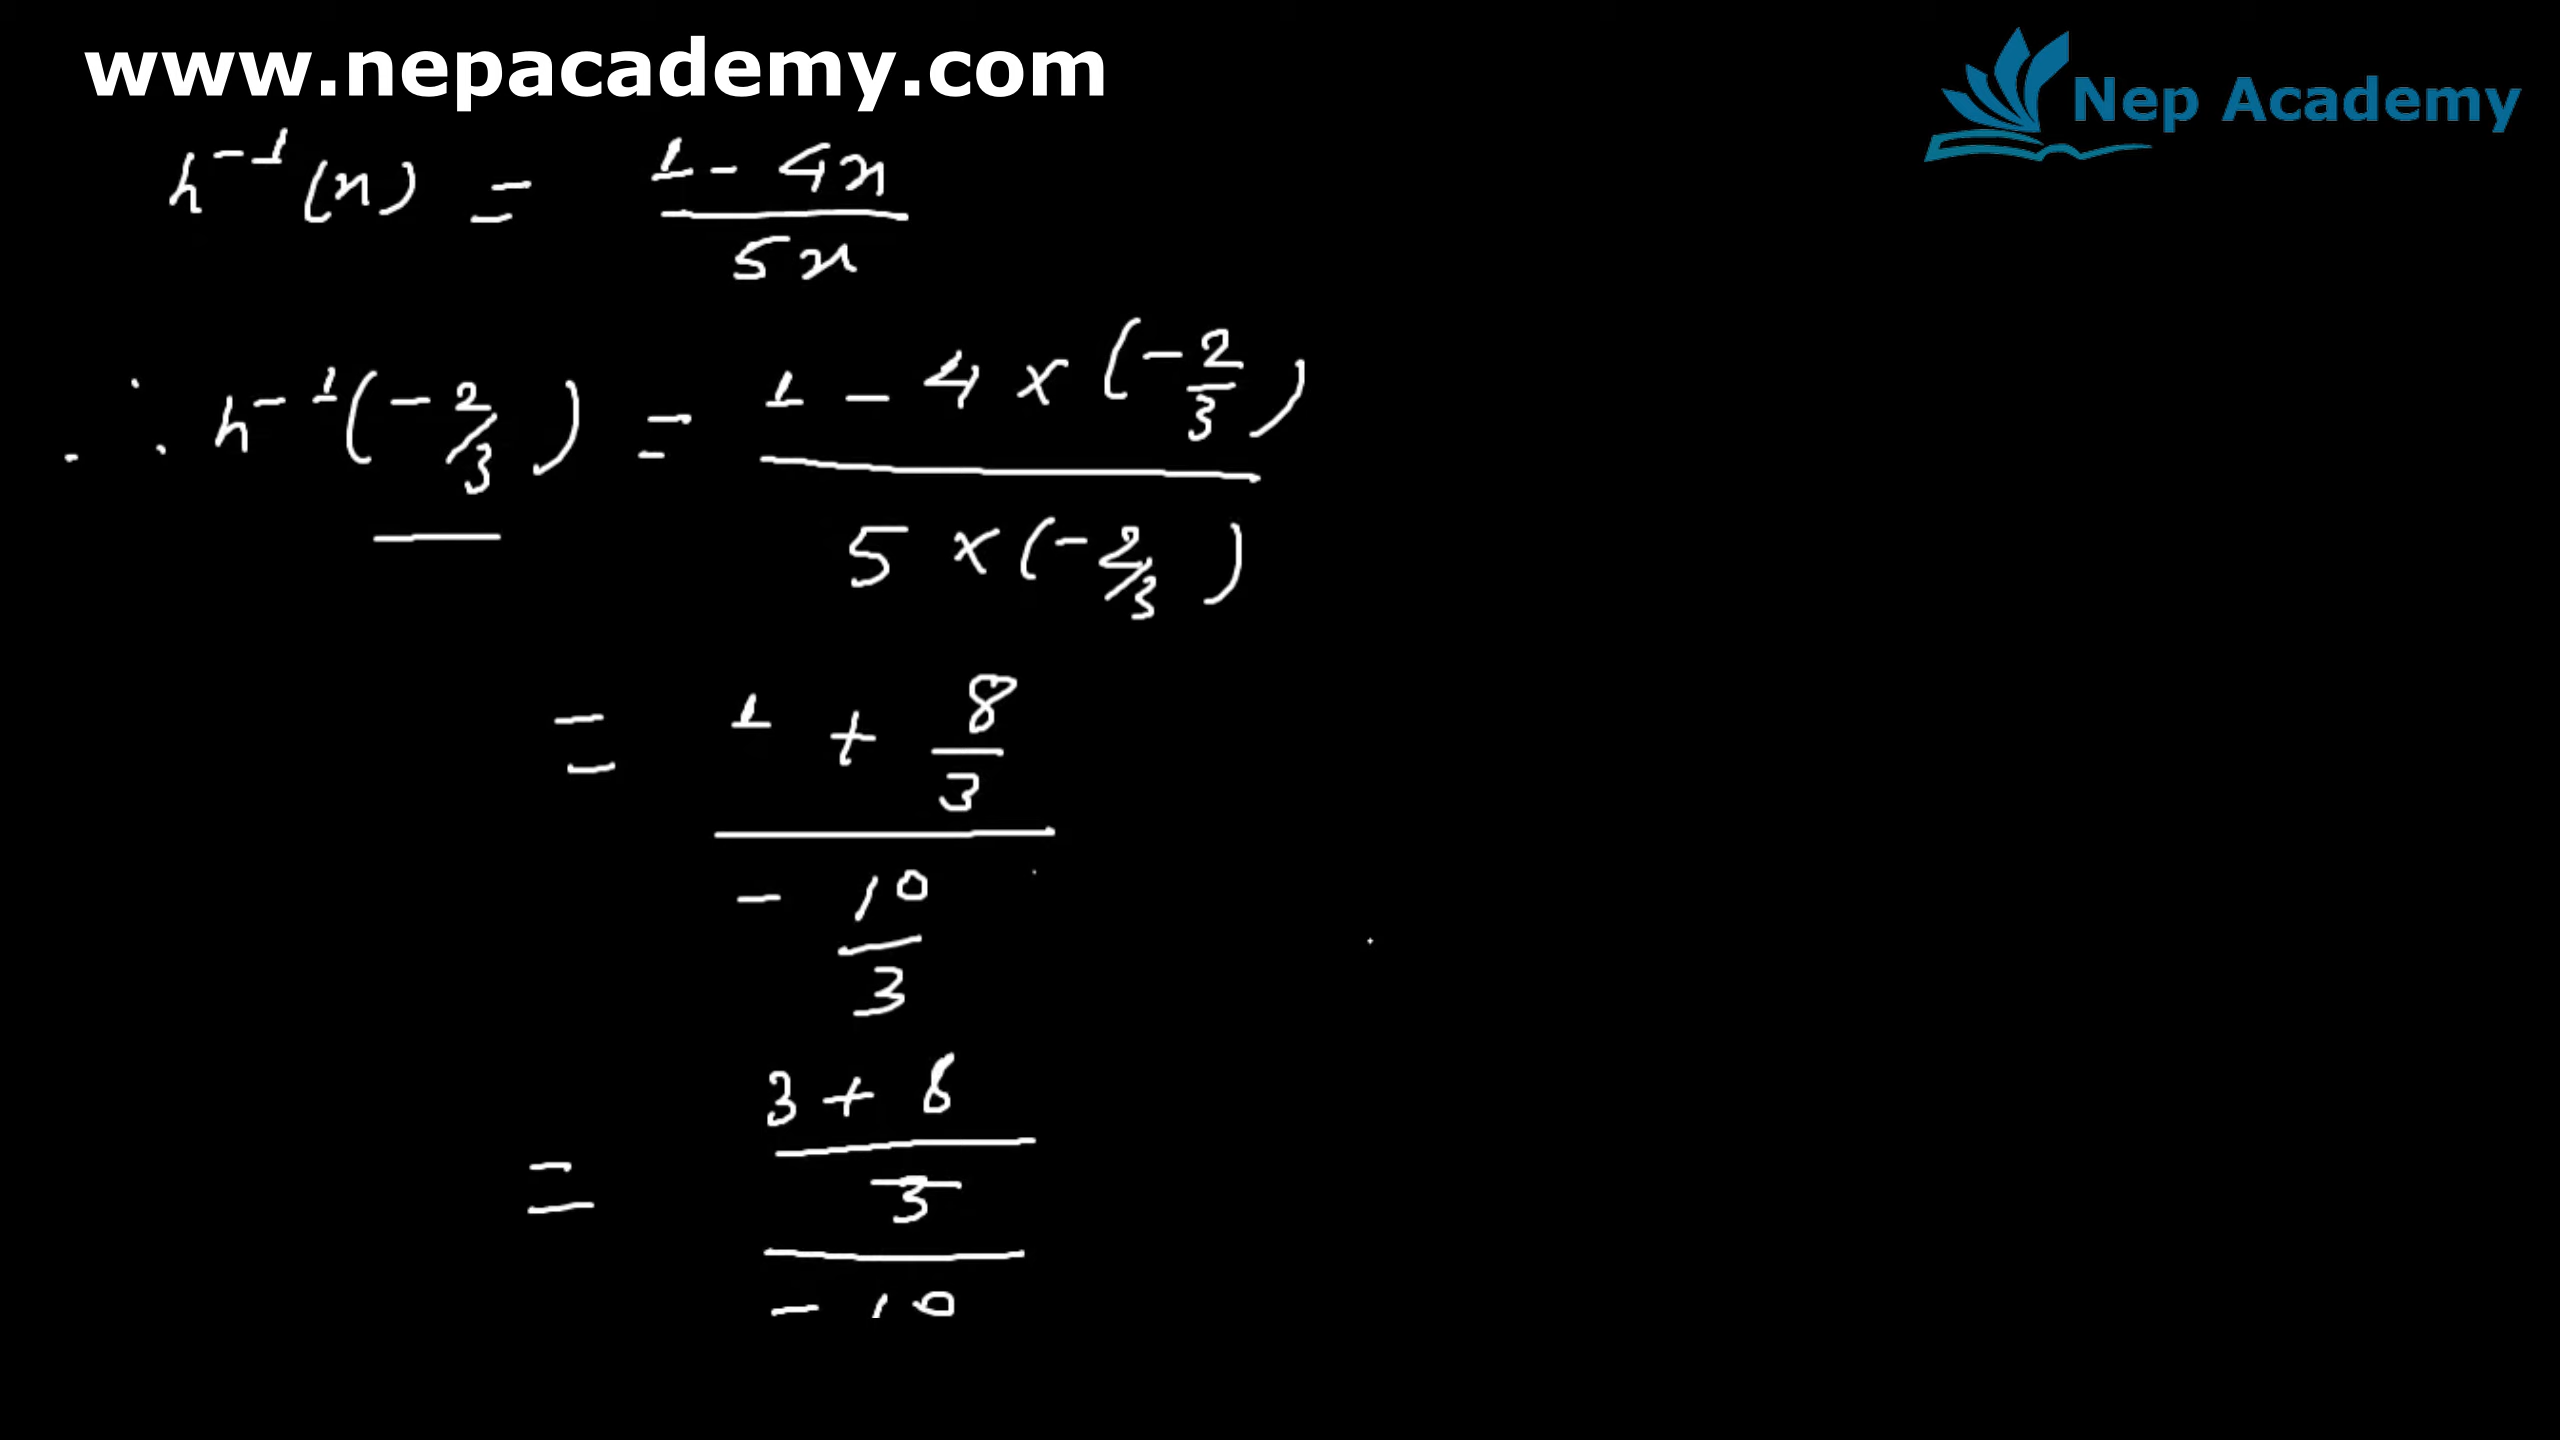 www.nepacademy.com
Nep Academy
h⁻¹(x) = (1 - 4x) / (5x)
∴ h⁻¹(-2/3) = (1 - 4 × (-2/3)) / (5 × (-2/3))
= (1 + 8/3) / (-10/3)
= ((3 + 8) / 3) / (-10